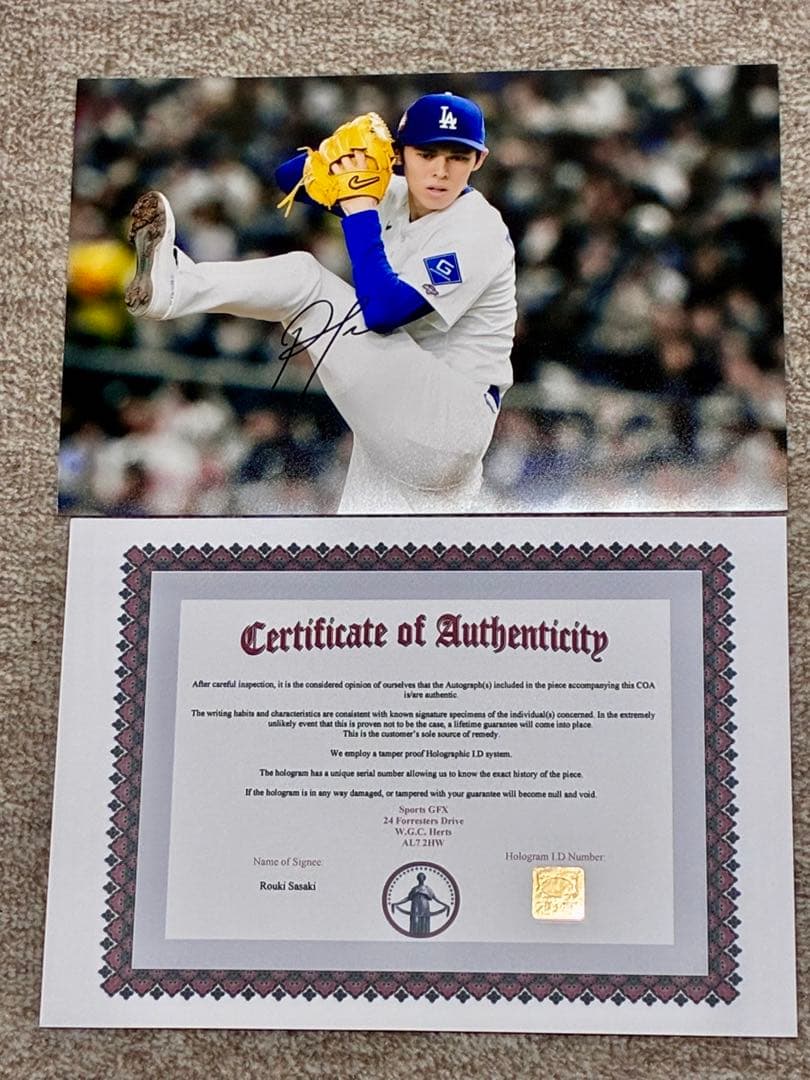 LA
G
Certificate of Authenticity
After careful inspection, it is the considered opinion of ourselves that the Autograph(s) included in the piece accompanying this COA
is/are authentic.
The writing habits and characteristics are consistent with known signature specimens of the individual(s) concerned. In the extremely
unlikely event that this is proven not to be the case, a lifetime guarantee will come into place.
This is the customer's sole source of remedy.
We employ a tamper proof Holographic I.D system.
The hologram has a unique serial number allowing us to know the exact history of the piece.
If the hologram is in any way damaged, or tampered with your guarantee will become null and void.
Sports GFX
24 Forresters Drive
W.G.C. Herts
AL7 2HW
Name of Signee:
Hologram I.D Number:
Rouki Sasaki